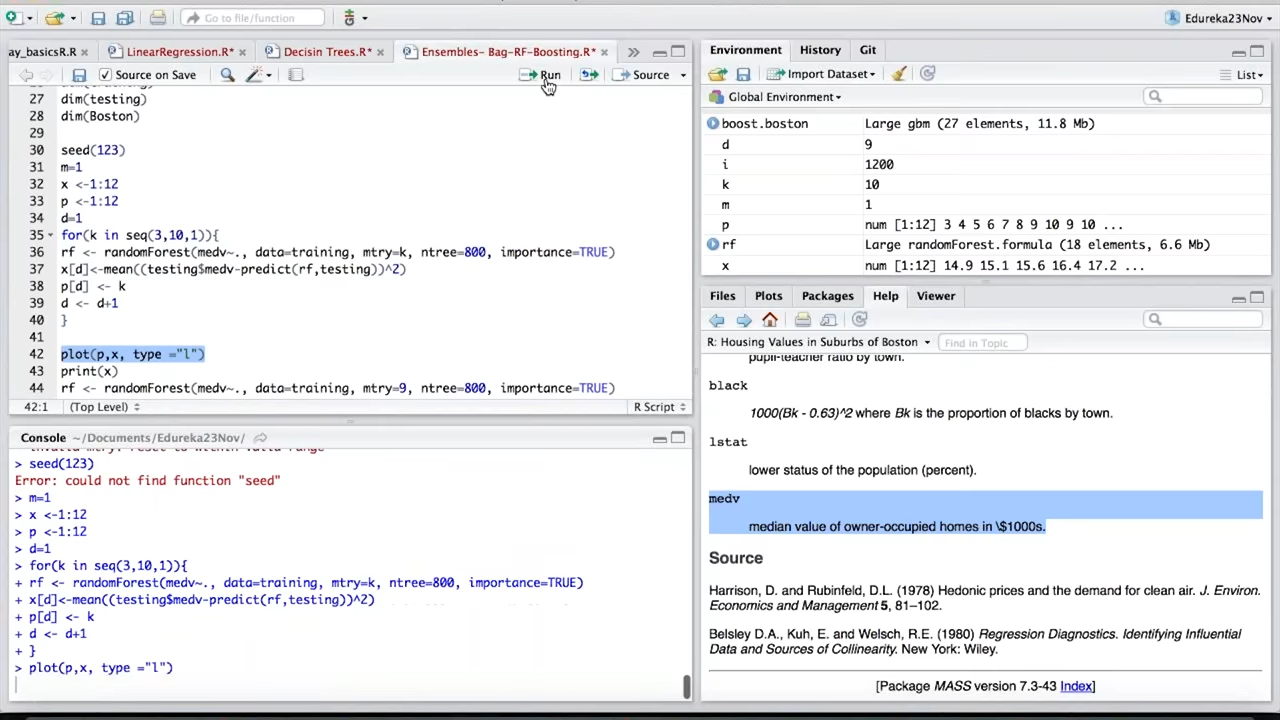 Go to file/function
Edureka23Nov
ay_basicsR.R
LinearRegression.R*
Decisin Trees.R*
Ensembles- Bag-RF-Boosting.R*
Source on Save
Run
Source
27 dim(testing)
28 dim(Boston)
29
30 seed(123)
31 m=1
32 x <-1:12
33 p <-1:12
34 d=1
35 for(k in seq(3,10,1)){
36 rf <- randomForest(medv~., data=training, mtry=k, ntree=800, importance=TRUE)
37 x[d]<-mean((testing$medv-predict(rf,testing))^2)
38 p[d] <- k
39 d <- d+1
40 }
41
42 plot(p,x, type ="l")
43 print(x)
44 rf <- randomForest(medv~., data=training, mtry=9, ntree=800, importance=TRUE)
42:1 (Top Level) R Script
Console ~/Documents/Edureka23Nov/
invalid mtry: reset to within valid range
> seed(123)
Error: could not find function "seed"
> m=1
> x <-1:12
> p <-1:12
> d=1
> for(k in seq(3,10,1)){
+ rf <- randomForest(medv~., data=training, mtry=k, ntree=800, importance=TRUE)
+ x[d]<-mean((testing$medv-predict(rf,testing))^2)
+ p[d] <- k
+ d <- d+1
+ }
> plot(p,x, type ="l")
Environment History Git
Import Dataset List
Global Environment
boost.boston Large gbm (27 elements, 11.8 Mb)
d 9
i 1200
k 10
m 1
p num [1:12] 3 4 5 6 7 8 9 10 9 10 ...
rf Large randomForest.formula (18 elements, 6.6 Mb)
x num [1:12] 14.9 15.1 15.6 16.4 17.2 ...
Files Plots Packages Help Viewer
R: Housing Values in Suburbs of Boston Find in Topic
pupil-teacher ratio by town.
black
1000(Bk - 0.63)^2 where Bk is the proportion of blacks by town.
lstat
lower status of the population (percent).
medv
median value of owner-occupied homes in \$1000s.
Source
Harrison, D. and Rubinfeld, D.L. (1978) Hedonic prices and the demand for clean air. J. Environ.
Economics and Management 5, 81–102.
Belsley D.A., Kuh, E. and Welsch, R.E. (1980) Regression Diagnostics. Identifying Influential
Data and Sources of Collinearity. New York: Wiley.
[Package MASS version 7.3-43 Index]